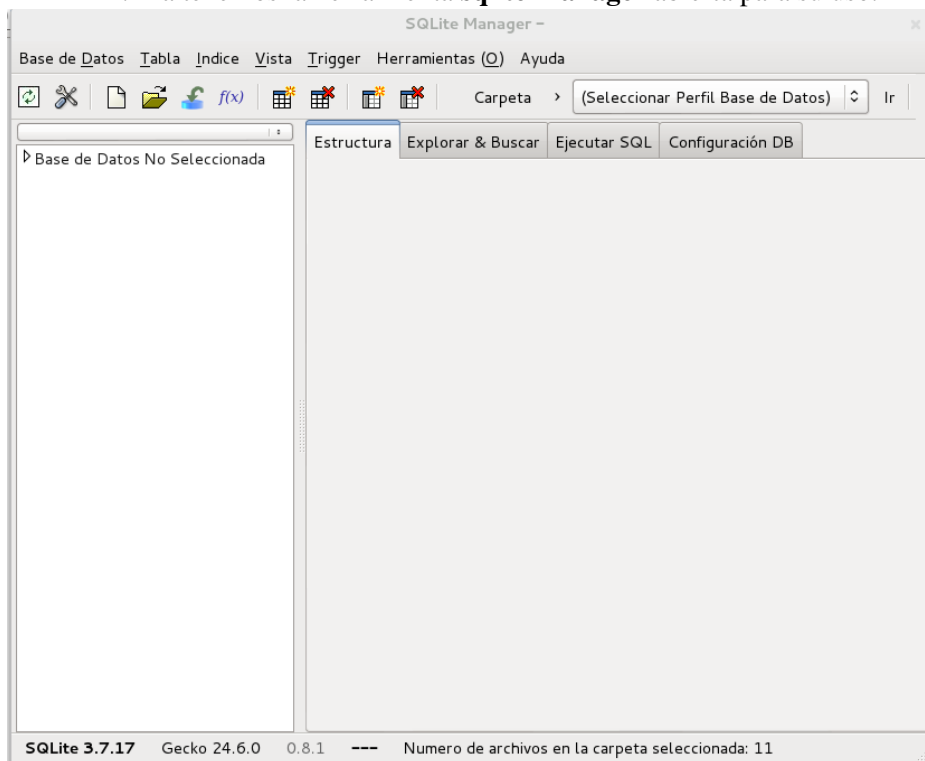 SQLite Manager –
Base de Datos Tabla Indice Vista Trigger Herramientas (O) Ayuda
f(x) Carpeta > (Seleccionar Perfil Base de Datos) Ir
Estructura Explorar & Buscar Ejecutar SQL Configuración DB
Base de Datos No Seleccionada
SQLite 3.7.17 Gecko 24.6.0 0.8.1 --- Numero de archivos en la carpeta seleccionada: 11